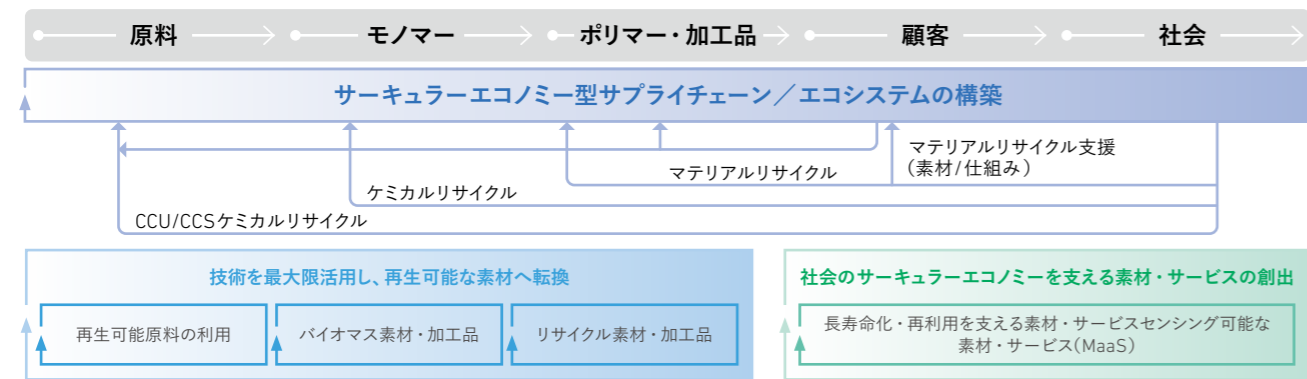 原料 モノマー ポリマー・加工品 顧客 社会
サーキュラーエコノミー型サプライチェーン／エコシステムの構築
マテリアルリサイクル支援
（素材/仕組み）
マテリアルリサイクル
ケミカルリサイクル
CCU/CCSケミカルリサイクル
技術を最大限活用し、再生可能な素材へ転換
再生可能原料の利用
バイオマス素材・加工品
リサイクル素材・加工品
社会のサーキュラーエコノミーを支える素材・サービスの創出
長寿命化・再利用を支える素材・サービスセンシング可能な
素材・サービス(MaaS)